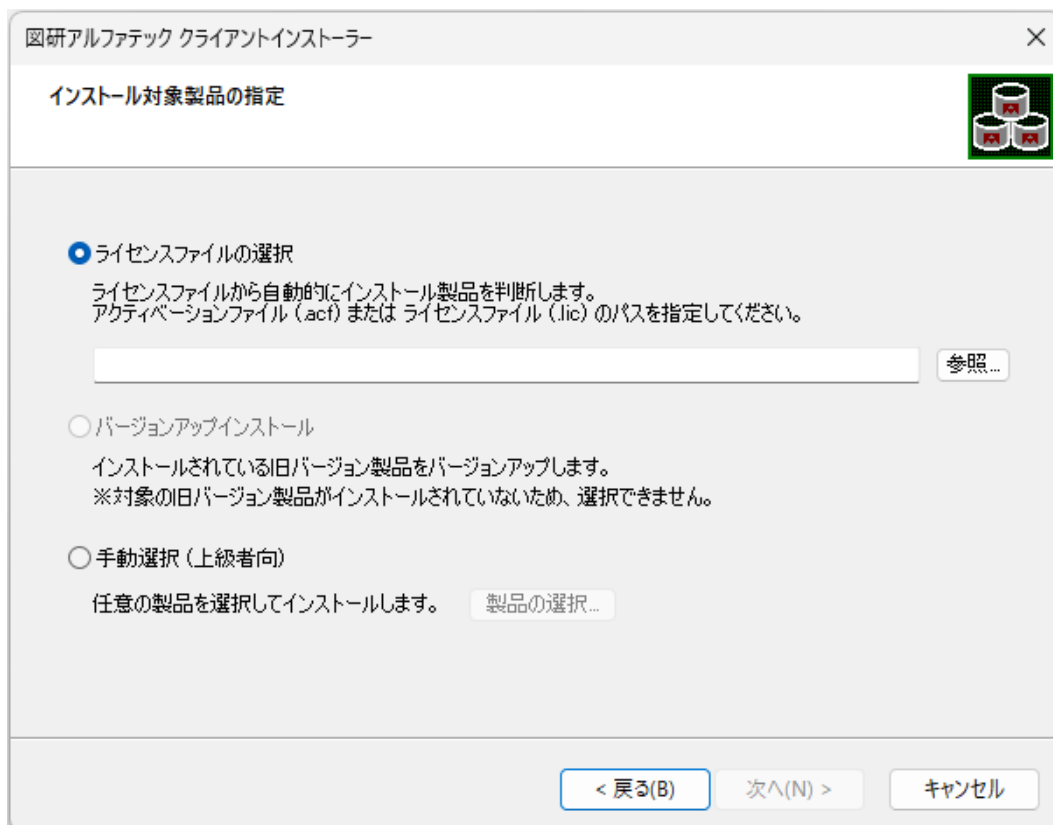 図研アルファテック クライアントインストーラー
インストール対象製品の指定
ライセンスファイルの選択
ライセンスファイルから自動的にインストール製品を判断します。
アクティベーションファイル (.acf) または ライセンスファイル (.lic) のパスを指定してください。
参照...
バージョンアップインストール
インストールされている旧バージョン製品をバージョンアップします。
※対象の旧バージョン製品がインストールされていないため、選択できません。
手動選択 (上級者向)
任意の製品を選択してインストールします。 製品の選択...
< 戻る(B) 次へ(N) > キャンセル